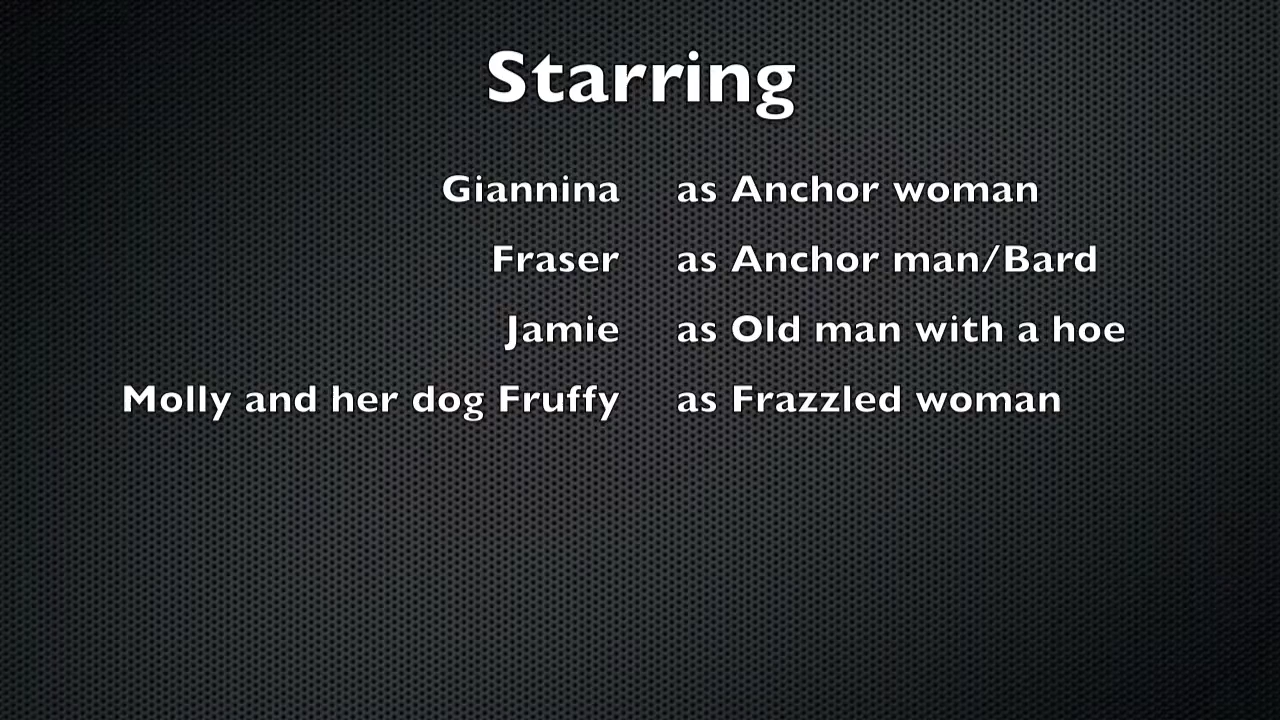 Starring
Giannina as Anchor woman
Fraser as Anchor man/Bard
Jamie as Old man with a hoe
Molly and her dog Fruffy as Frazzled woman